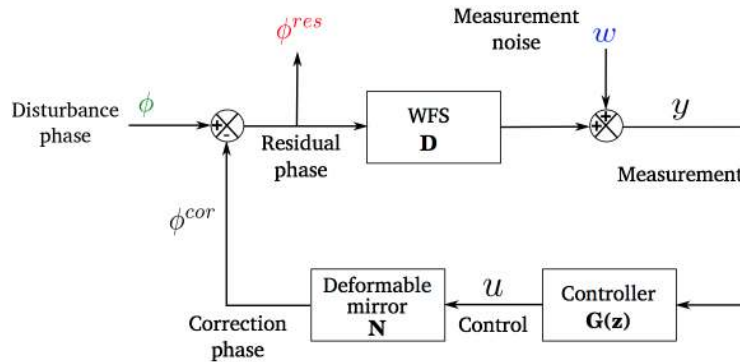 ϕ^{res}
Measurement
noise
w
Disturbance
phase
ϕ
+
-
Residual
phase
WFS
D
+
+
y
Measurement
ϕ^{cor}
Correction
phase
Deformable
mirror
N
u
Control
Controller
G(z)